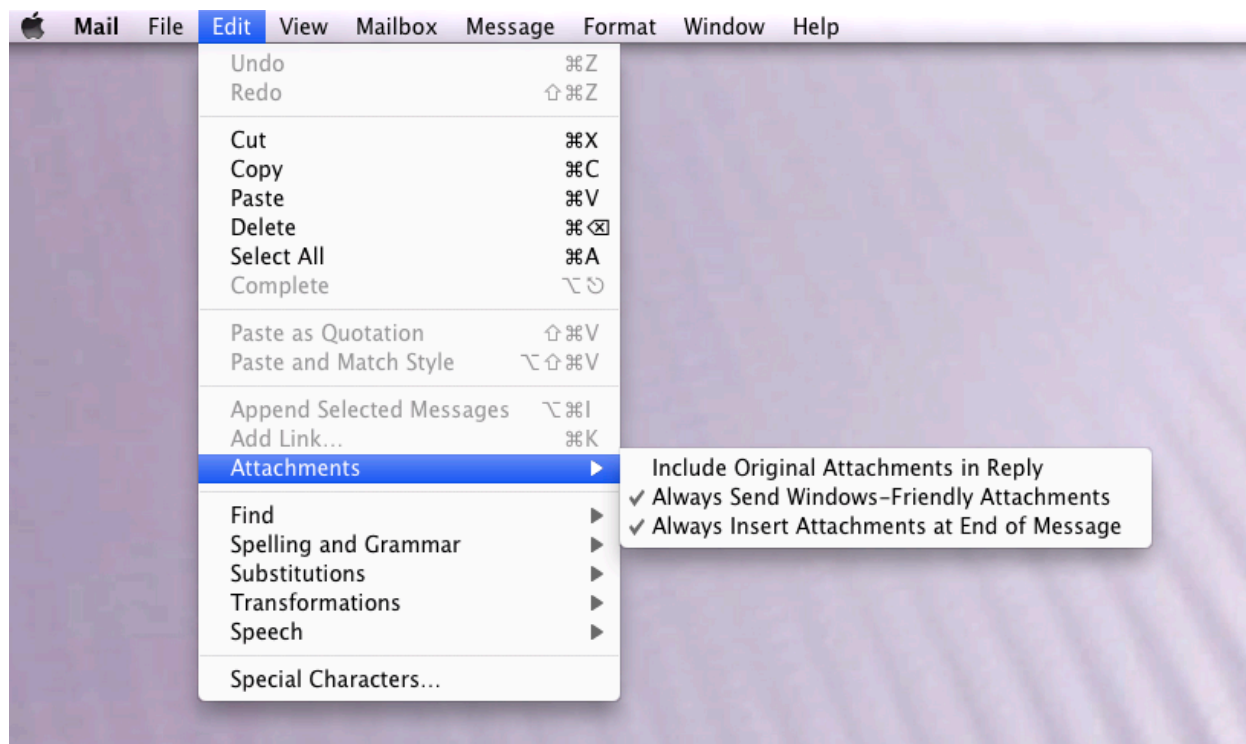 Mail File Edit View Mailbox Message Format Window Help
Undo ⌘Z
Redo ⇧⌘Z
Cut ⌘X
Copy ⌘C
Paste ⌘V
Delete ⌘⌫
Select All ⌘A
Complete ⌥⎋
Paste as Quotation ⇧⌘V
Paste and Match Style ⌥⇧⌘V
Append Selected Messages ⌥⌘I
Add Link... ⌘K
Attachments
Include Original Attachments in Reply
✓ Always Send Windows-Friendly Attachments
✓ Always Insert Attachments at End of Message
Find
Spelling and Grammar
Substitutions
Transformations
Speech
Special Characters...